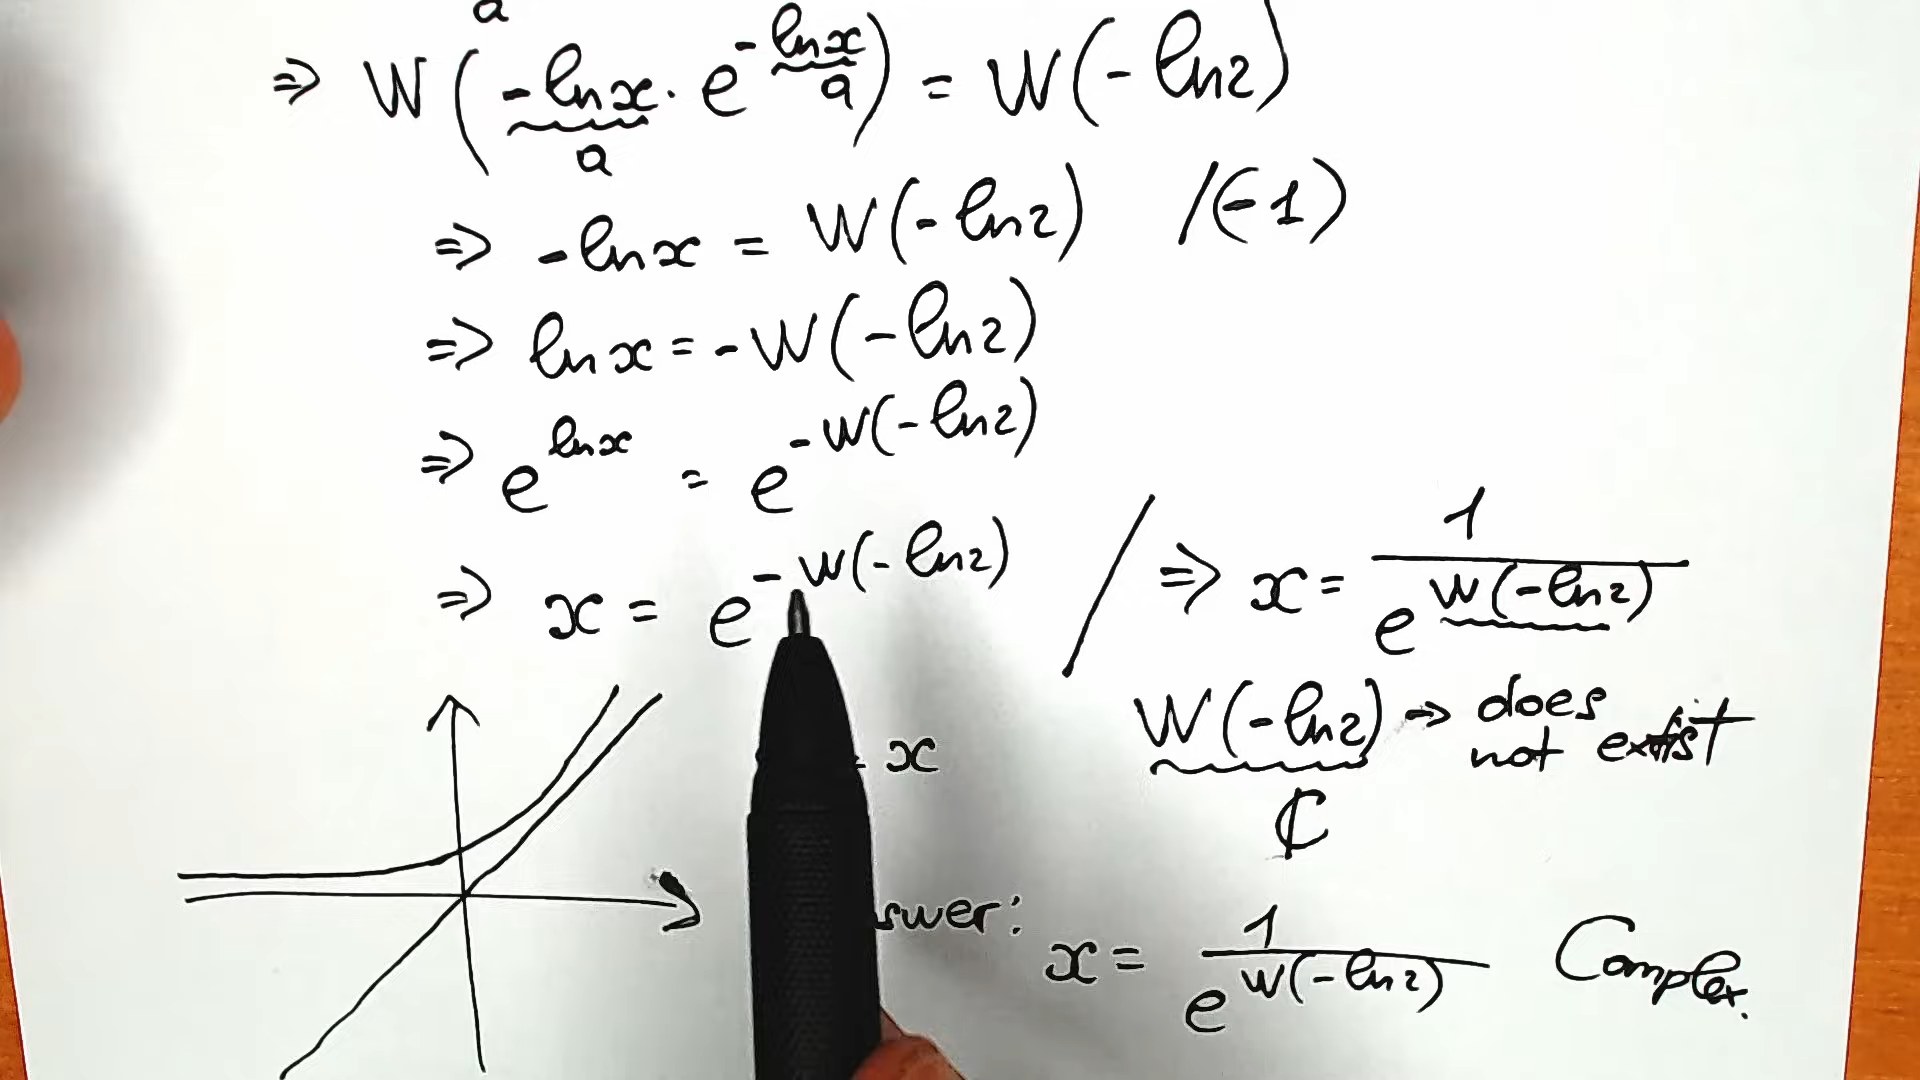 a
⇒ W(-lnx/a · e^(-lnx/a)) = W(-ln2)
⇒ -lnx = W(-ln2) /(-1)
⇒ lnx = -W(-ln2)
⇒ e^(lnx) = e^(-W(-ln2))
⇒ x = e^(-W(-ln2)) / ⇒ x = 1/e^(W(-ln2))
x
W(-ln2) → does not exist
ℂ
x = 1/e^(W(-ln2)) Complex.